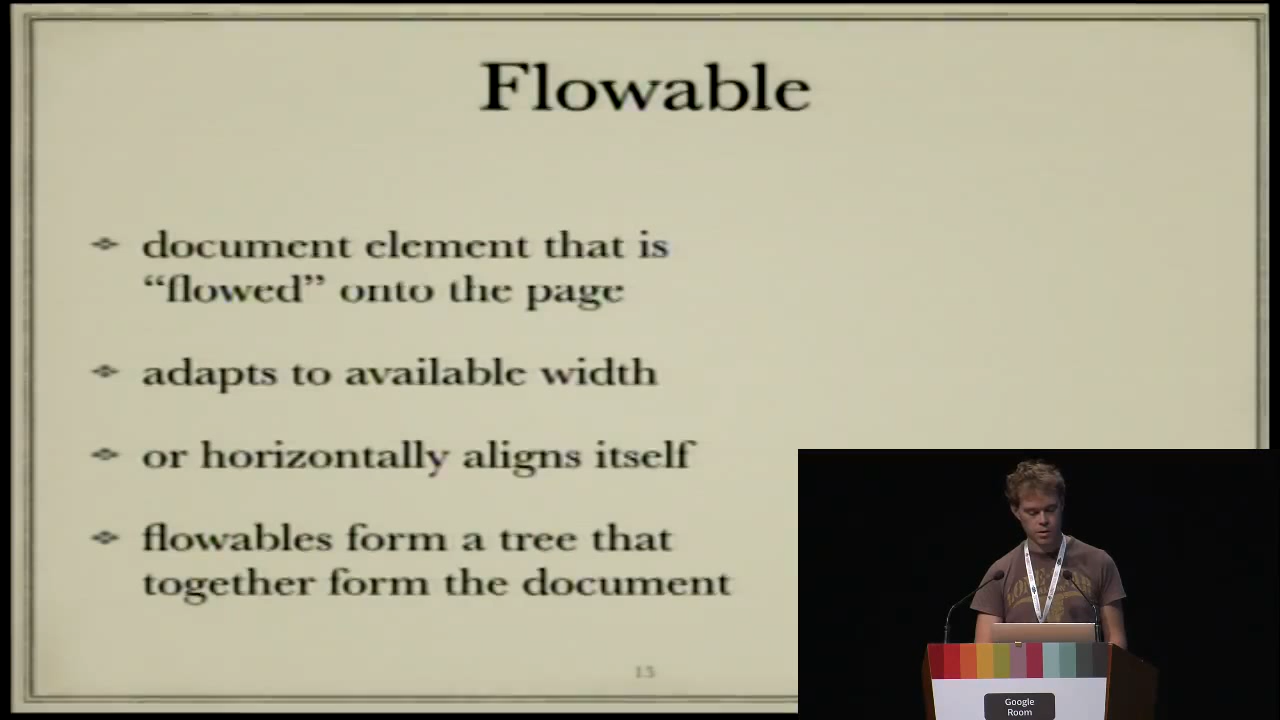 Flowable
document element that is
“flowed” onto the page
adapts to available width
or horizontally aligns itself
flowables form a tree that
together form the document
15
Google
Room